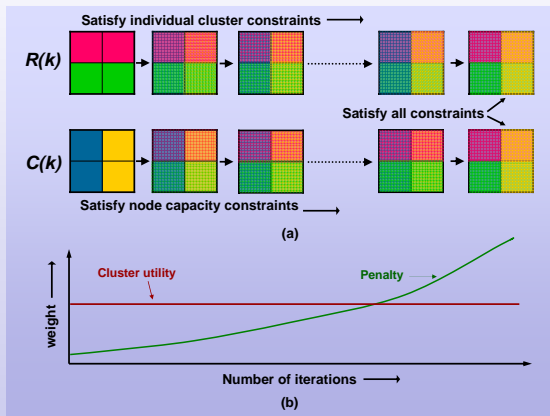 Satisfy individual cluster constraints
R(k)
Satisfy all constraints
C(k)
Satisfy node capacity constraints
(a)
Cluster utility
Penalty
weight
Number of iterations
(b)